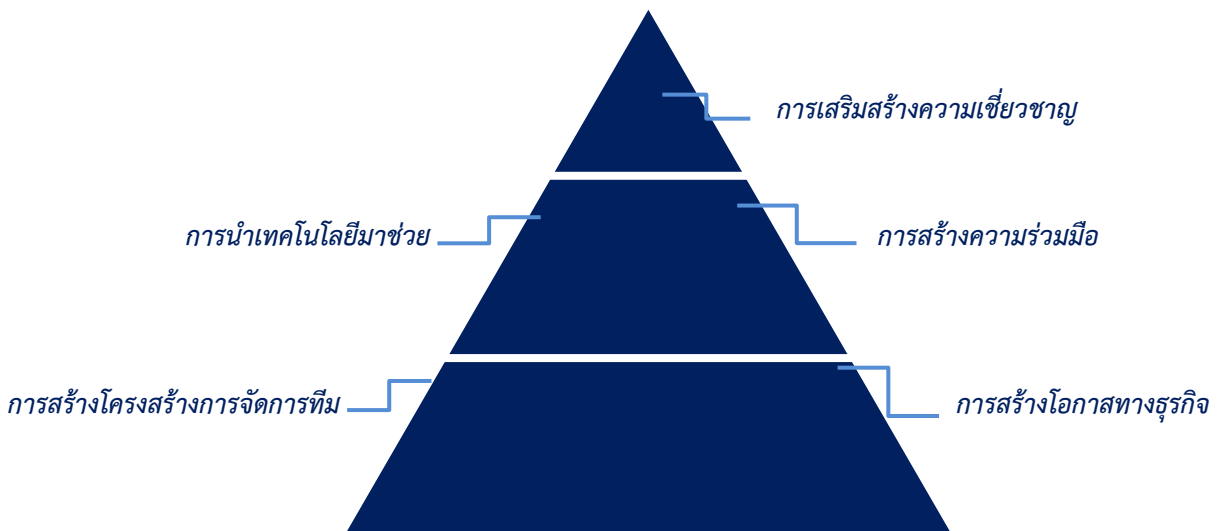 การเสริมสร้างความเชี่ยวชาญ
การนำเทคโนโลยีมาช่วย
การสร้างความร่วมมือ
การสร้างโครงสร้างการจัดการทีม
การสร้างโอกาสทางธุรกิจ